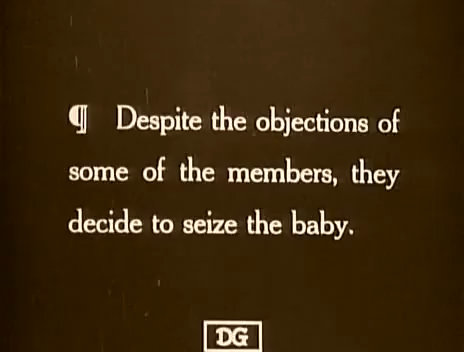 ¶ Despite the objections of
some of the members, they
decide to seize the baby.
DG